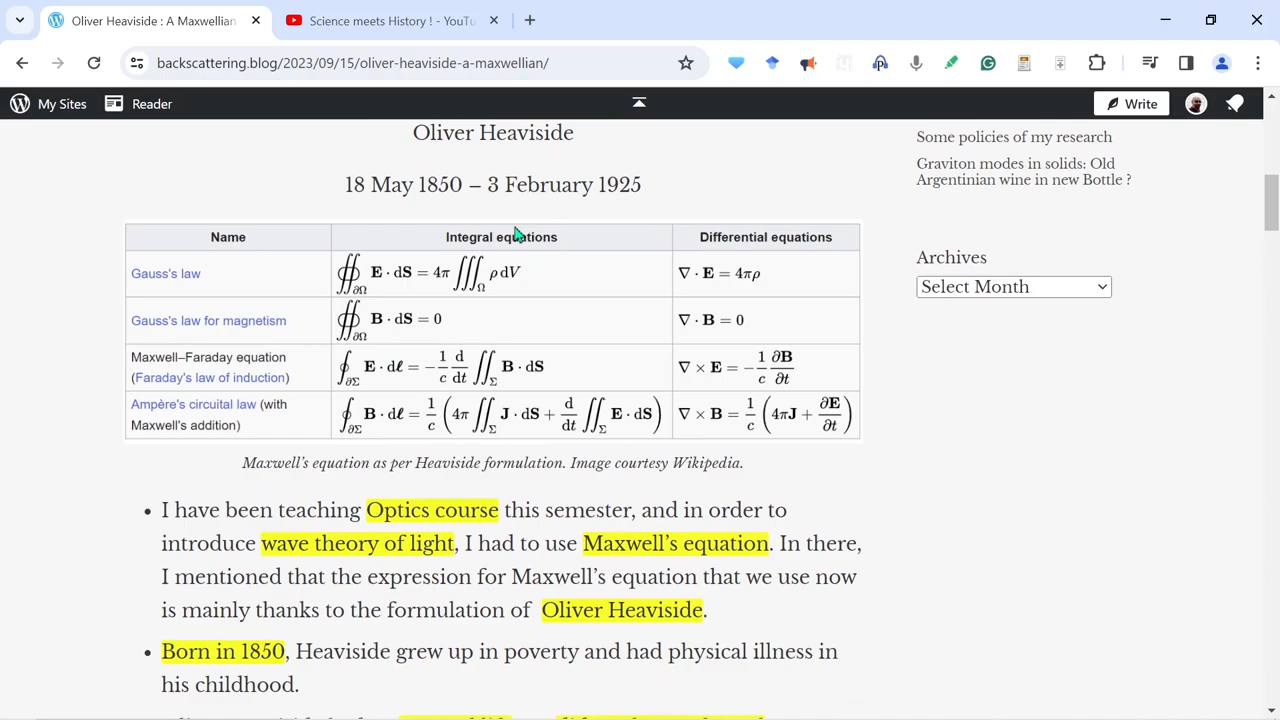 Oliver Heaviside : A Maxwellian
Science meets History ! - YouTu
backscattering.blog/2023/09/15/oliver-heaviside-a-maxwellian/
My Sites Reader Write
Oliver Heaviside
18 May 1850 – 3 February 1925
Name Integral equations Differential equations
Gauss's law ∯∂Ω E · dS = 4π ∭Ω ρ dV ∇ · E = 4πρ
Gauss's law for magnetism ∯∂Ω B · dS = 0 ∇ · B = 0
Maxwell–Faraday equation
(Faraday's law of induction) ∮∂Σ E · dℓ = −1/c d/dt ∬Σ B · dS ∇ × E = −1/c ∂B/∂t
Ampère's circuital law (with
Maxwell's addition) ∮∂Σ B · dℓ = 1/c (4π ∬Σ J · dS + d/dt ∬Σ E · dS) ∇ × B = 1/c (4πJ + ∂E/∂t)
Maxwell's equation as per Heaviside formulation. Image courtesy Wikipedia.
• I have been teaching Optics course this semester, and in order to
introduce wave theory of light, I had to use Maxwell's equation. In there,
I mentioned that the expression for Maxwell's equation that we use now
is mainly thanks to the formulation of Oliver Heaviside.
• Born in 1850, Heaviside grew up in poverty and had physical illness in
his childhood.
Some policies of my research
Graviton modes in solids: Old
Argentinian wine in new Bottle ?
Archives
Select Month